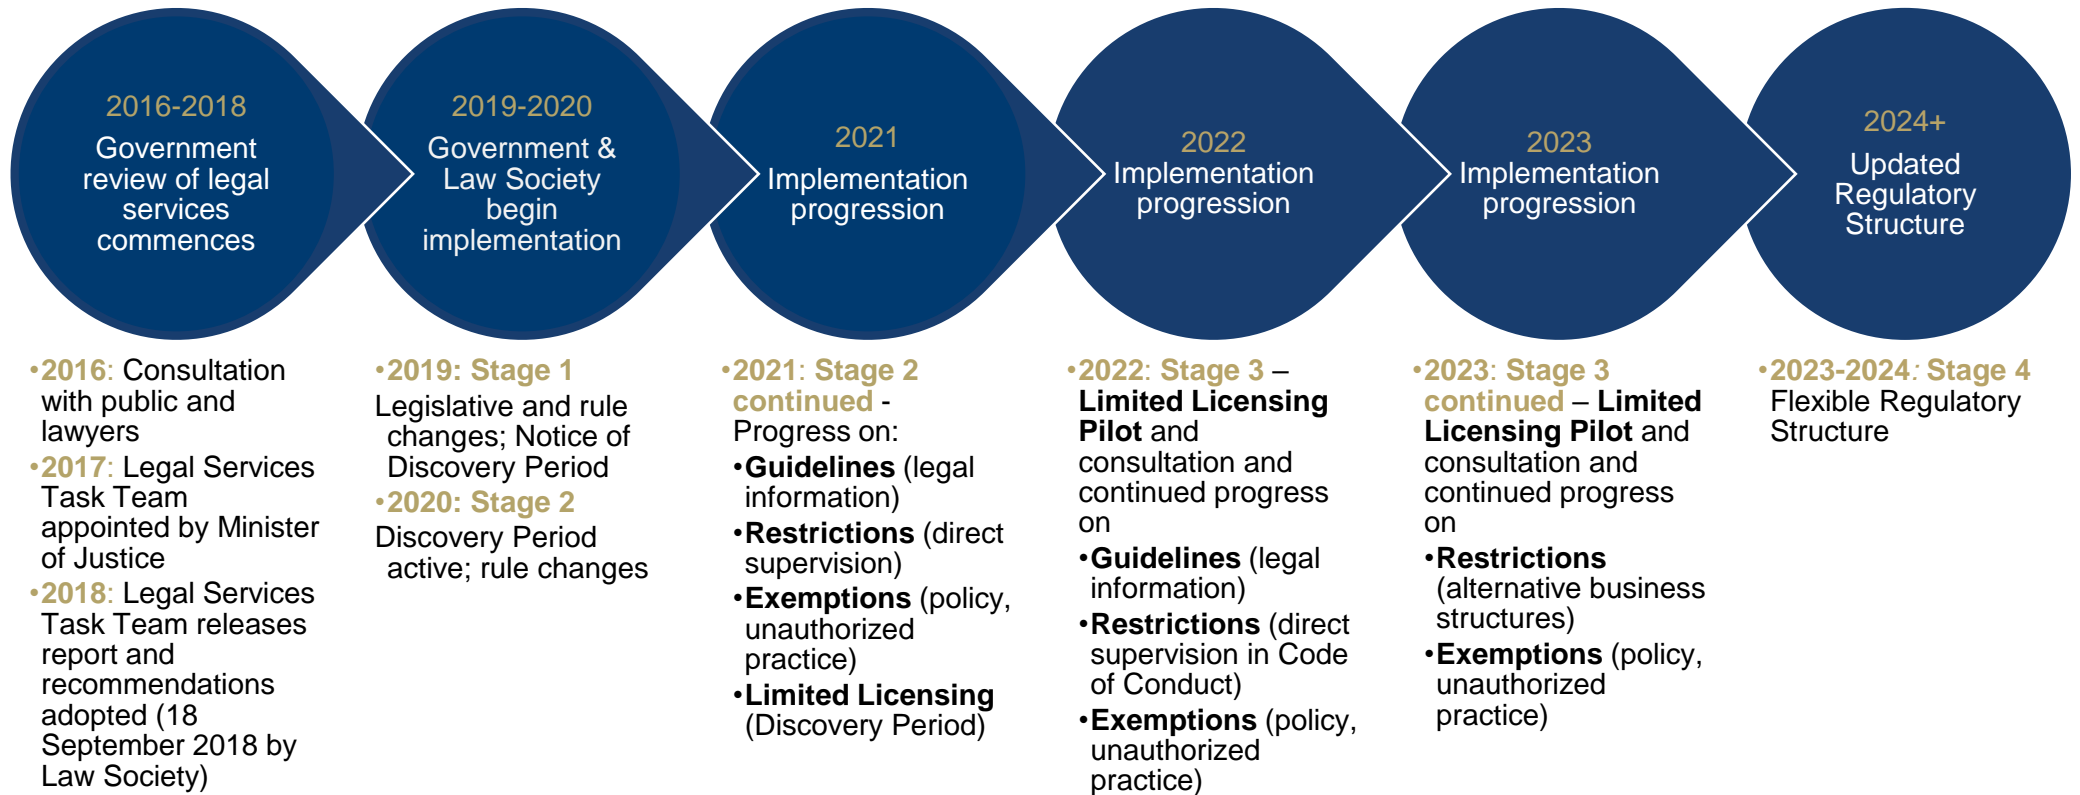 2016-2018
Government
review of legal
services
commences
2019-2020
Government &
Law Society
begin
implementation
2021
Implementation
progression
2022
Implementation
progression
2023
Implementation
progression
2024+
Updated
Regulatory
Structure
•2016: Consultation
with public and
lawyers
•2017: Legal Services
Task Team
appointed by Minister
of Justice
•2018: Legal Services
Task Team releases
report and
recommendations
adopted (18
September 2018 by
Law Society)
•2019: Stage 1
Legislative and rule
changes; Notice of
Discovery Period
•2020: Stage 2
Discovery Period
active; rule changes
•2021: Stage 2
continued -
Progress on:
•Guidelines (legal
information)
•Restrictions (direct
supervision)
•Exemptions (policy,
unauthorized
practice)
•Limited Licensing
(Discovery Period)
•2022: Stage 3 –
Limited Licensing
Pilot and
consultation and
continued progress
on
•Guidelines (legal
information)
•Restrictions (direct
supervision in Code
of Conduct)
•Exemptions (policy,
unauthorized
practice)
•2023: Stage 3
continued – Limited
Licensing Pilot and
consultation and
continued progress
on
•Restrictions
(alternative business
structures)
•Exemptions (policy,
unauthorized
practice)
•2023-2024: Stage 4
Flexible Regulatory
Structure